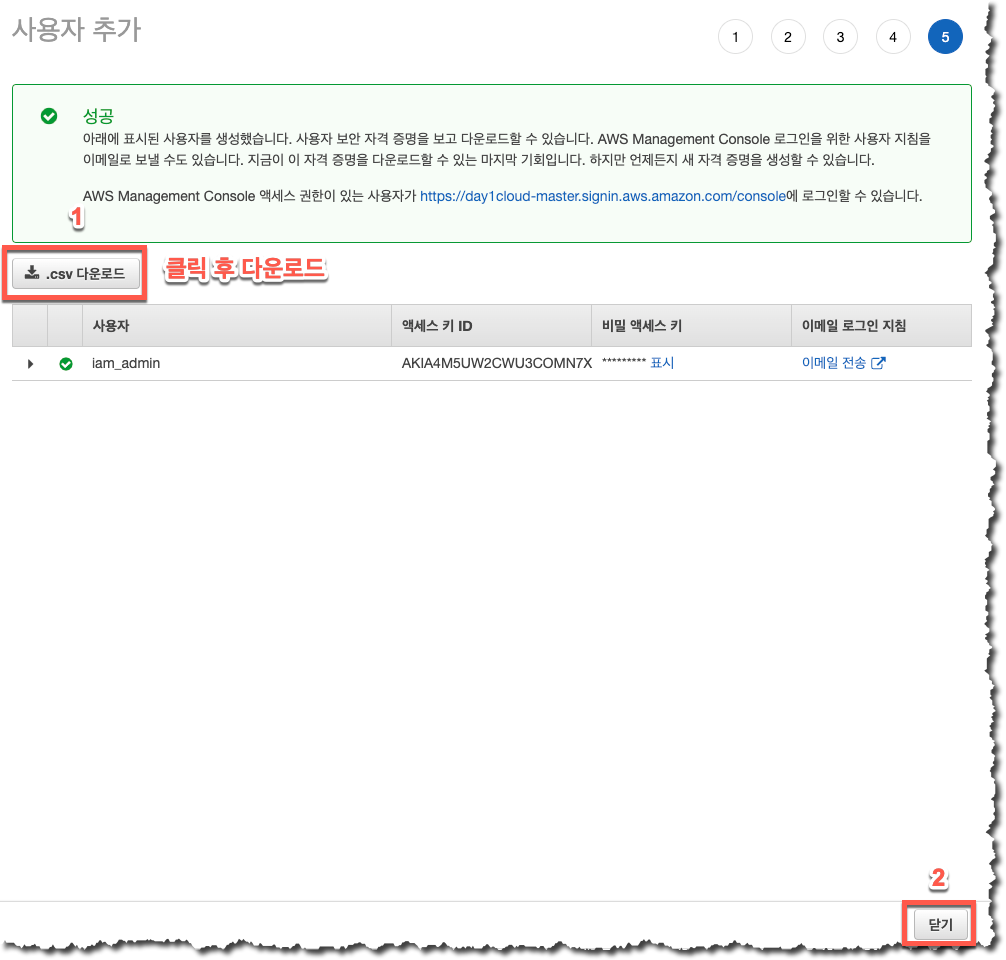 사용자 추가
1 2 3 4 5
성공
아래에 표시된 사용자를 생성했습니다. 사용자 보안 자격 증명을 보고 다운로드할 수 있습니다. AWS Management Console 로그인을 위한 사용자 지침을
이메일로 보낼 수도 있습니다. 지금이 이 자격 증명을 다운로드할 수 있는 마지막 기회입니다. 하지만 언제든지 새 자격 증명을 생성할 수 있습니다.
AWS Management Console 액세스 권한이 있는 사용자가 https://day1cloud-master.signin.aws.amazon.com/console에 로그인할 수 있습니다.
1
.csv 다운로드 클릭 후 다운로드
사용자 액세스 키 ID 비밀 액세스 키 이메일 로그인 지침
iam_admin AKIA4M5UW2CWU3COMN7X ********* 표시 이메일 전송
2
닫기